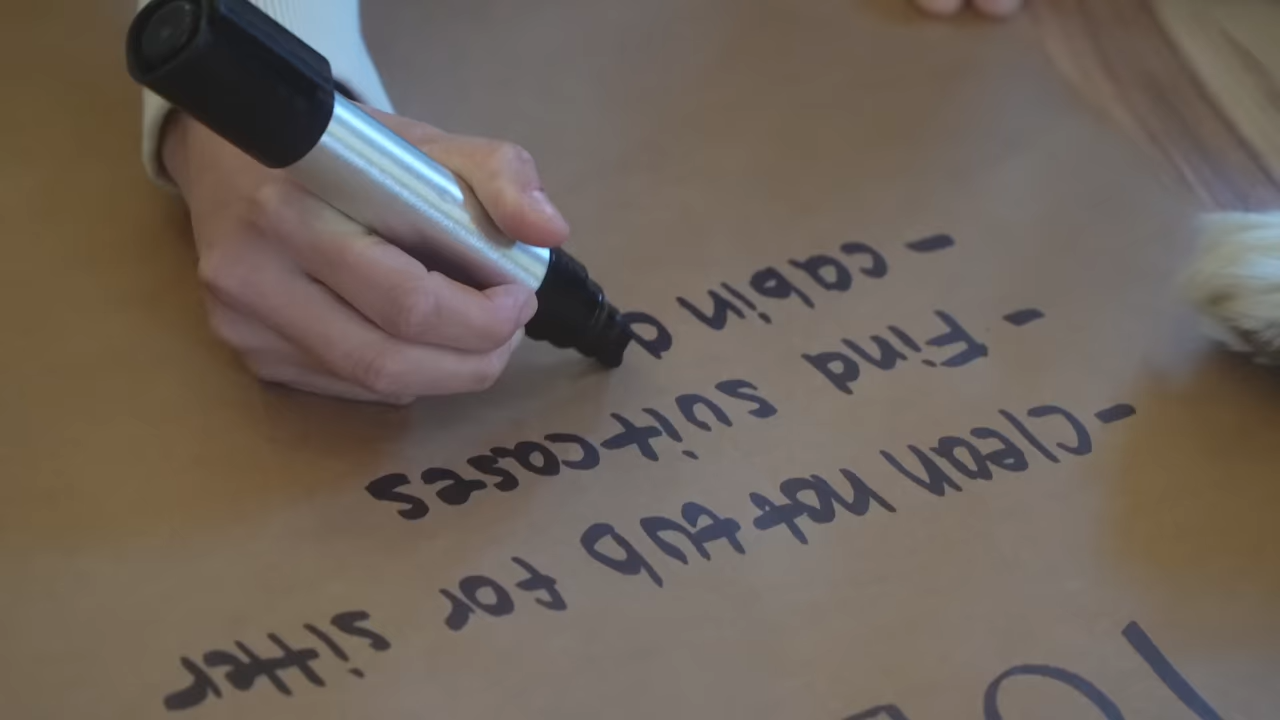 -clean hot tub for sitter
- Find suitcases
- cabin a